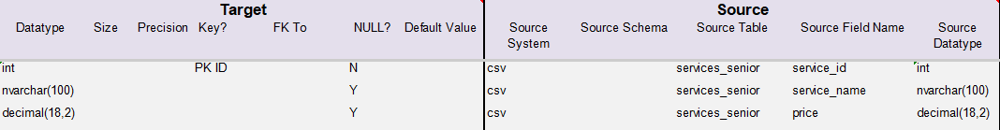 Target Source
Datatype Size Precision Key? FK To NULL? Default Value Source System Source Schema Source Table Source Field Name Source Datatype
int PK ID N csv services_senior service_id int
nvarchar(100) Y csv services_senior service_name nvarchar(100)
decimal(18,2) Y csv services_senior price decimal(18,2)